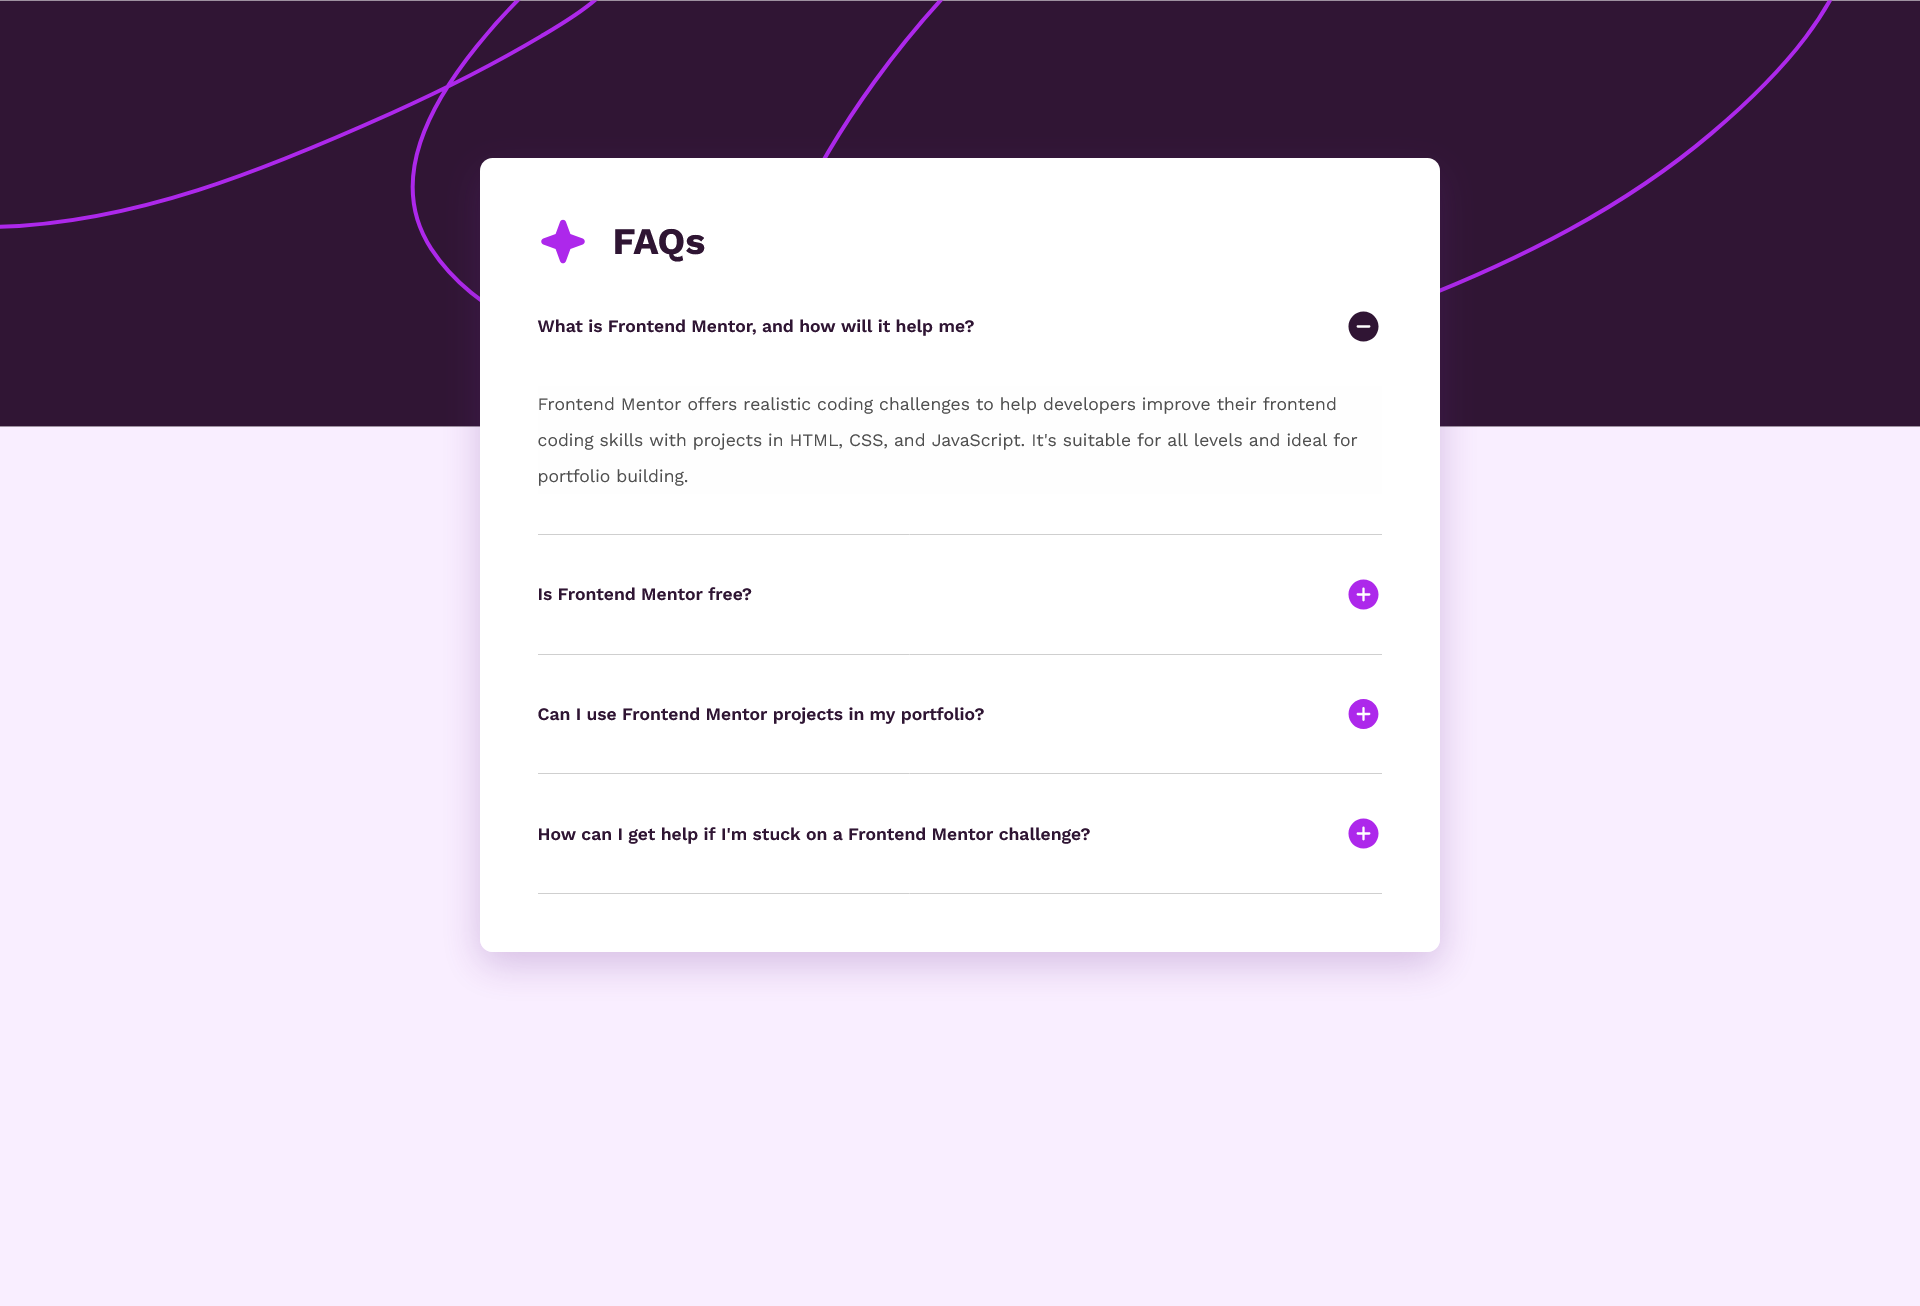 FAQs
What is Frontend Mentor, and how will it help me?
Frontend Mentor offers realistic coding challenges to help developers improve their frontend
coding skills with projects in HTML, CSS, and JavaScript. It's suitable for all levels and ideal for
portfolio building.
Is Frontend Mentor free?
Can I use Frontend Mentor projects in my portfolio?
How can I get help if I'm stuck on a Frontend Mentor challenge?